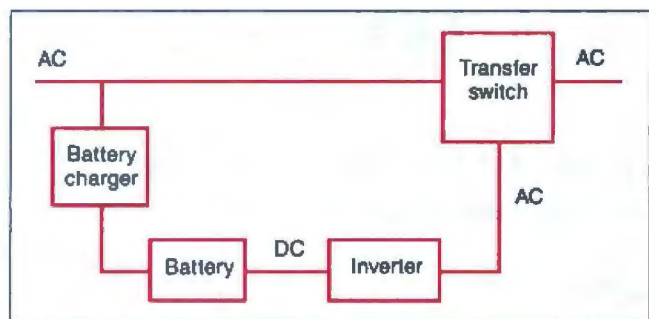 AC
Transfer
switch
AC
Battery
charger
AC
Battery
DC
Inverter